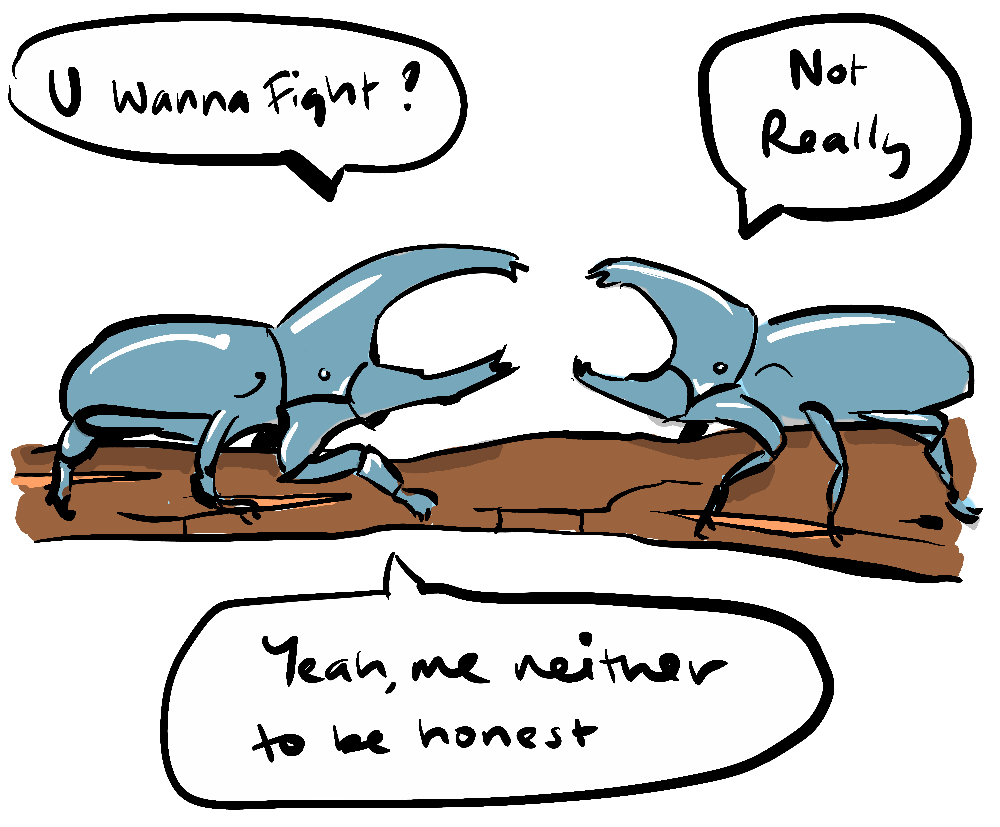 U wanna Fight?
Not
Really
Yeah, me neither
to be honest